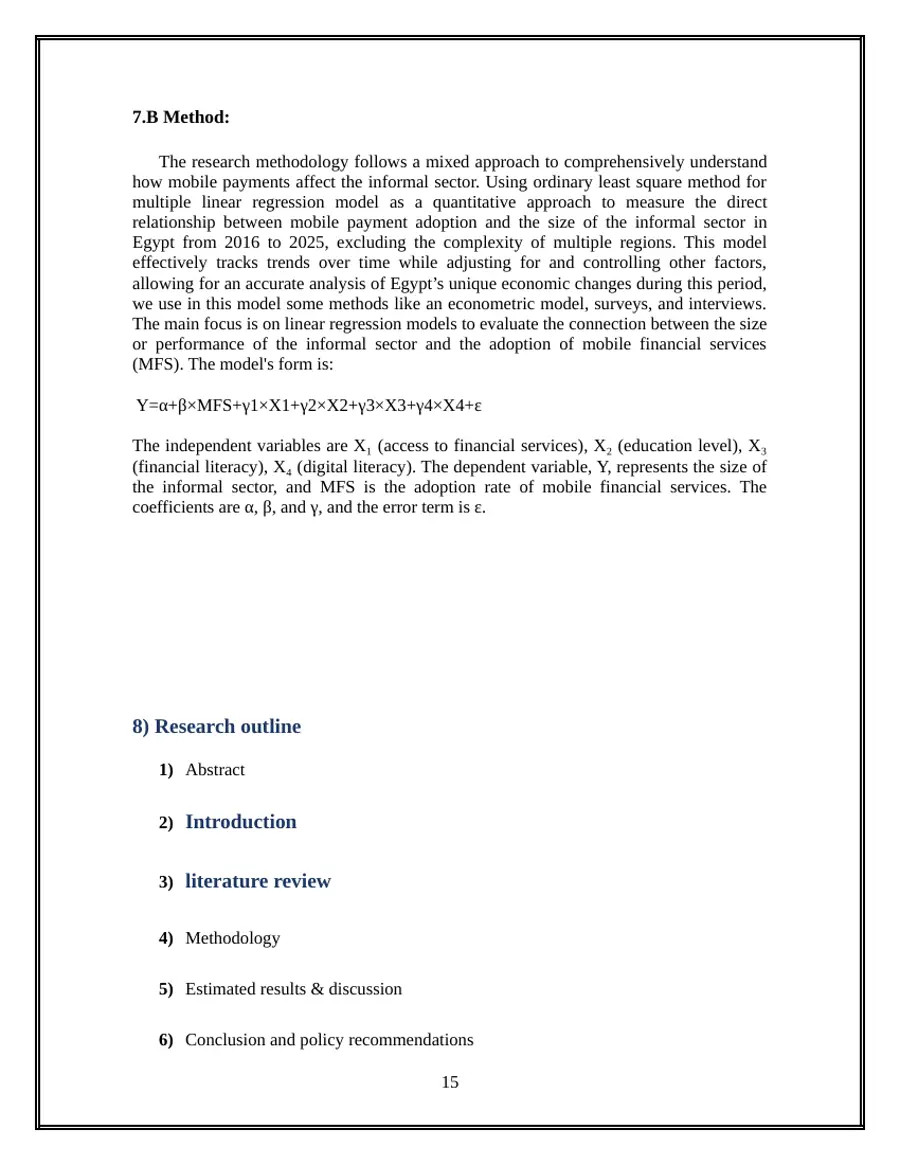 7.B Method:
The research methodology follows a mixed approach to comprehensively understand
how mobile payments affect the informal sector. Using ordinary least square method for
multiple linear regression model as a quantitative approach to measure the direct
relationship between mobile payment adoption and the size of the informal sector in
Egypt from 2016 to 2025, excluding the complexity of multiple regions. This model
effectively tracks trends over time while adjusting for and controlling other factors,
allowing for an accurate analysis of Egypt’s unique economic changes during this period,
we use in this model some methods like an econometric model, surveys, and interviews.
The main focus is on linear regression models to evaluate the connection between the size
or performance of the informal sector and the adoption of mobile financial services
(MFS). The model's form is:
Y=α+β×MFS+γ1×X1+γ2×X2+γ3×X3+γ4×X4+ε
The independent variables are X₁ (access to financial services), X₂ (education level), X₃
(financial literacy), X₄ (digital literacy). The dependent variable, Y, represents the size of
the informal sector, and MFS is the adoption rate of mobile financial services. The
coefficients are α, β, and γ, and the error term is ε.
8) Research outline
1) Abstract
2) Introduction
3) literature review
4) Methodology
5) Estimated results & discussion
6) Conclusion and policy recommendations
15